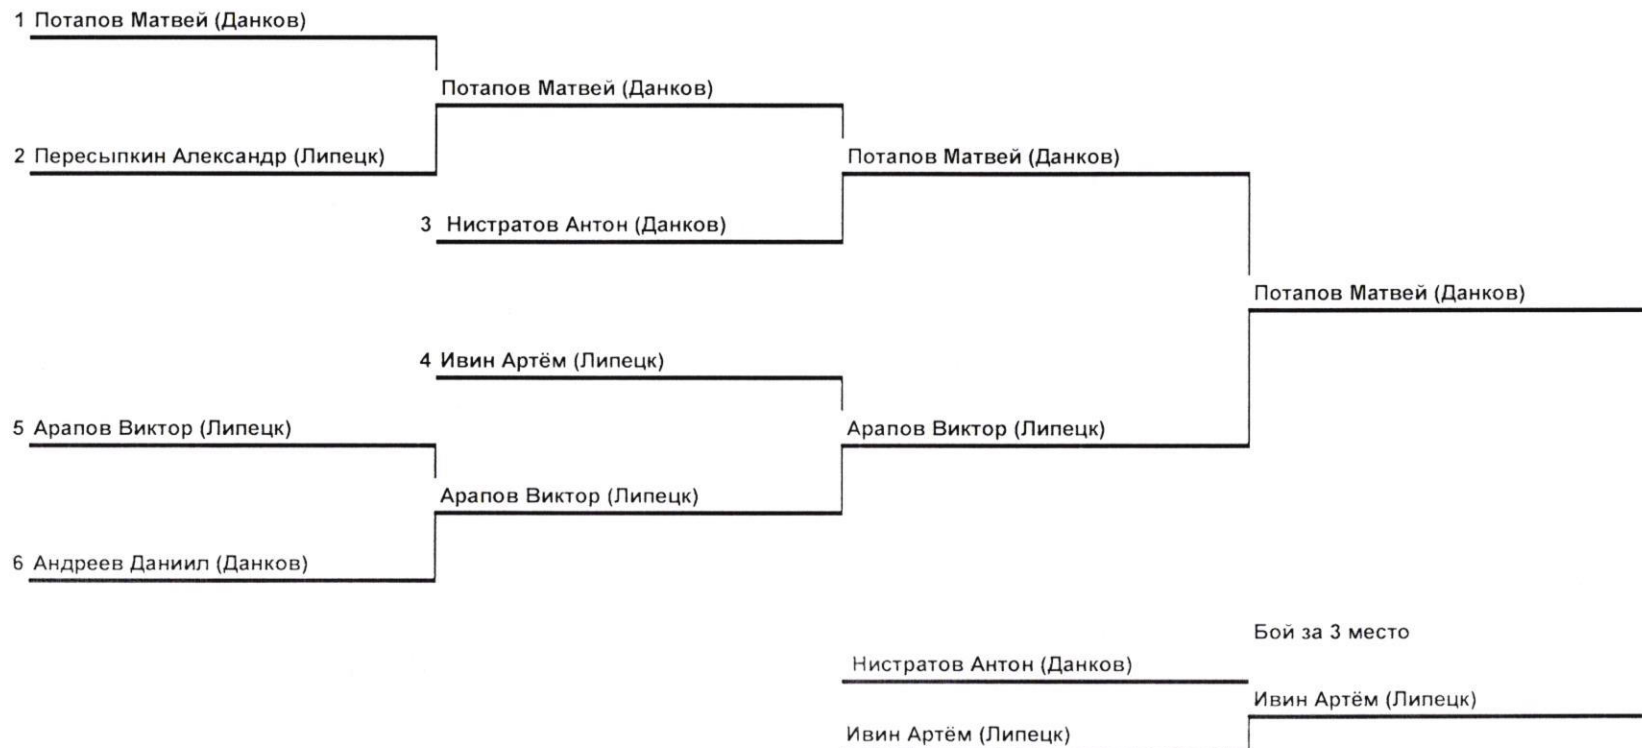 1 Потапов Матвей (Данков)
Потапов Матвей (Данков)
2 Пересыпкин Александр (Липецк)
Потапов Матвей (Данков)
3 Нистратов Антон (Данков)
Потапов Матвей (Данков)
4 Ивин Артём (Липецк)
5 Арапов Виктор (Липецк)
Арапов Виктор (Липецк)
Арапов Виктор (Липецк)
6 Андреев Даниил (Данков)
Бой за 3 место
Нистратов Антон (Данков)
Ивин Артём (Липецк)
Ивин Артём (Липецк)